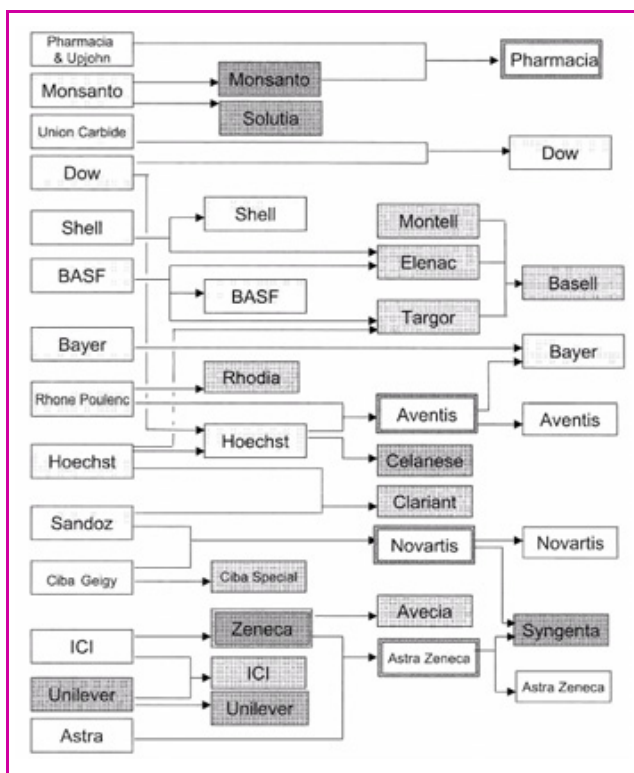 Pharmacia
& Upjohn
Pharmacia
Monsanto
Monsanto
Solutia
Union Carbide
Dow
Dow
Shell
Shell
Montell
Elenac
BASF
Basell
BASF
Targor
Bayer
Bayer
Rhodia
Rhone Poulenc
Aventis
Aventis
Hoechst
Hoechst
Celanese
Clariant
Sandoz
Novartis
Novartis
Ciba Geigy
Ciba Special
Avecia
Zeneca
Syngenta
ICI
Astra Zeneca
ICI
Astra Zeneca
Unilever
Unilever
Astra